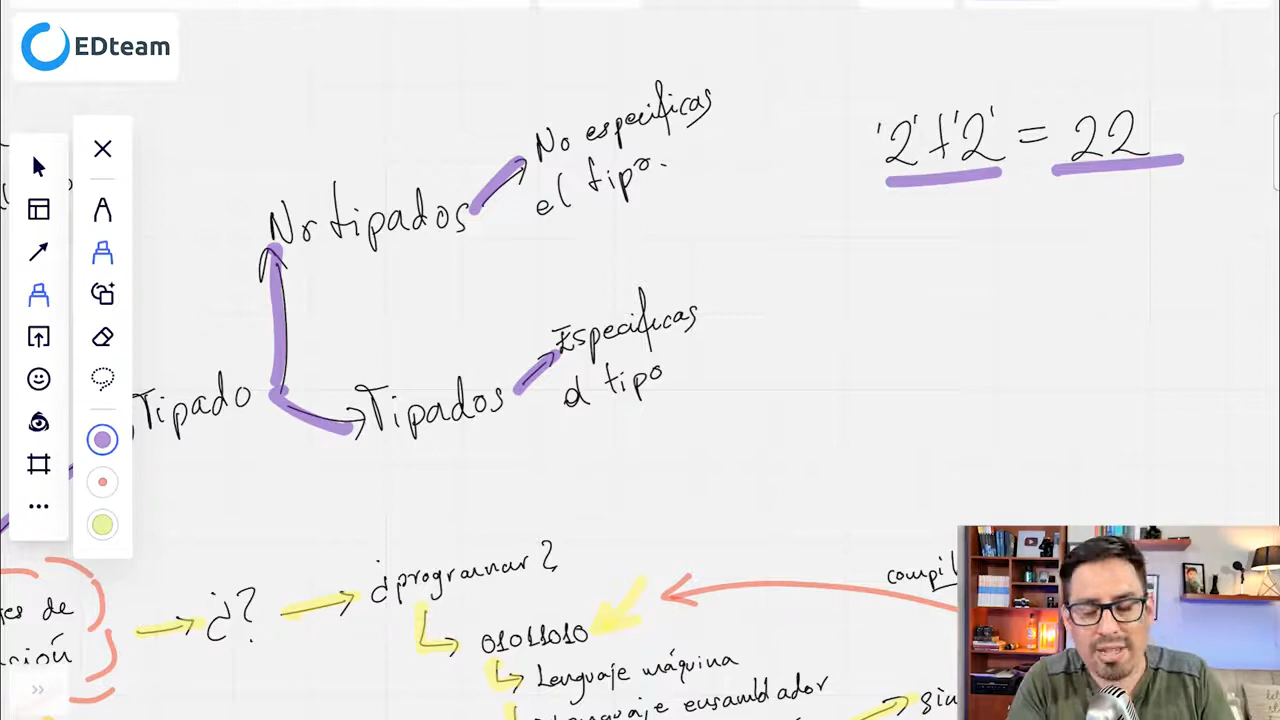 EDteam
No especificas
el tipo.
'2'+'2' = 22
No tipados
Especificas
el tipo
Tipado
Tipados
¿programar?
¿?
01011010
Lenguaje máquina
Lenguaje ensamblador
compil